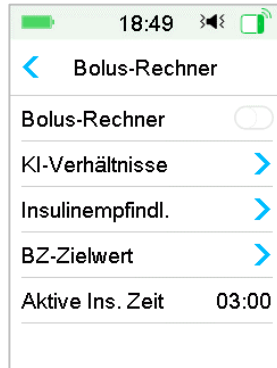 18:49
Bolus-Rechner
Bolus-Rechner
KI-Verhältnisse
Insulinempfindl.
BZ-Zielwert
Aktive Ins. Zeit 03:00